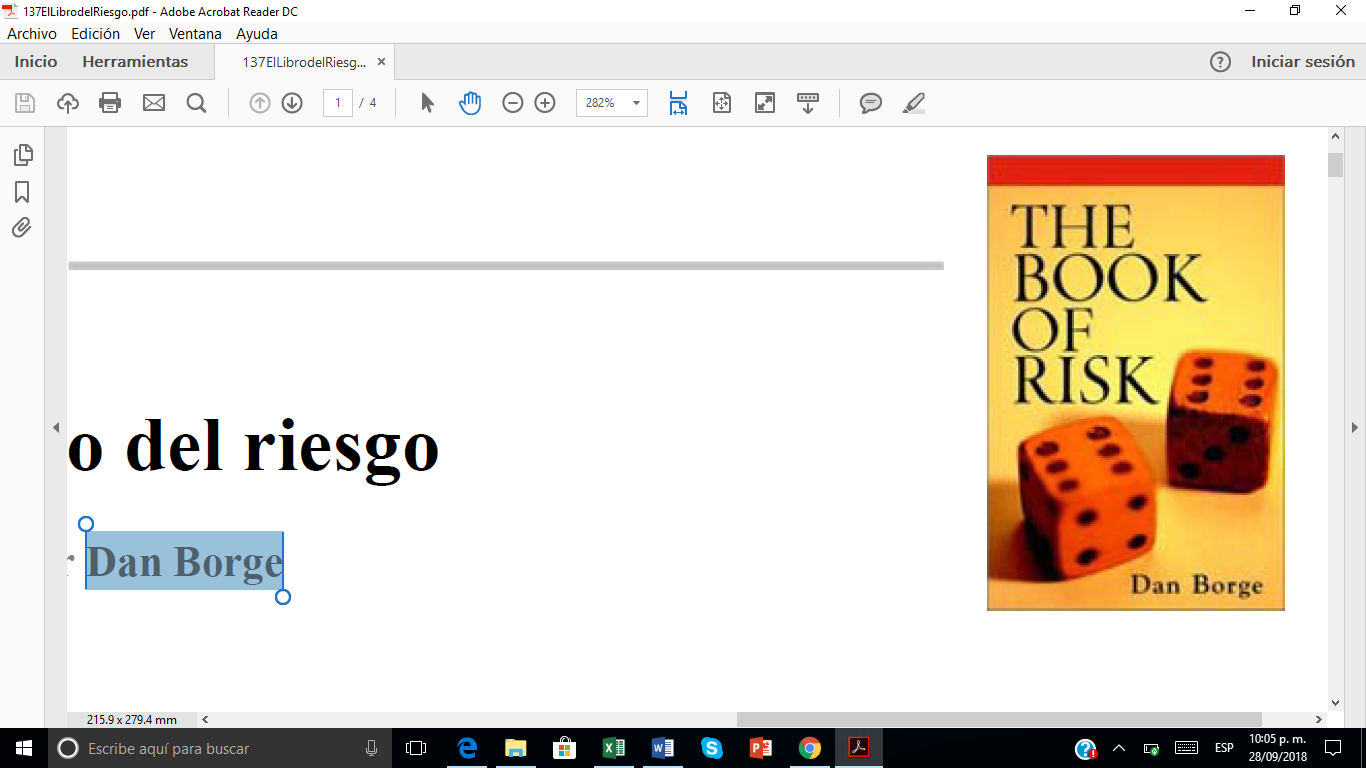 137ElLibrodelRiesgo.pdf - Adobe Acrobat Reader DC
Archivo Edición Ver Ventana Ayuda
Inicio Herramientas 137ElLibrodelRiesg... × ? Iniciar sesión
1 / 4 282%
THE
BOOK
OF
RISK
Dan Borge
o del riesgo
r Dan Borge
215.9 x 279.4 mm
Escribe aquí para buscar
ESP
10:05 p. m.
28/09/2018